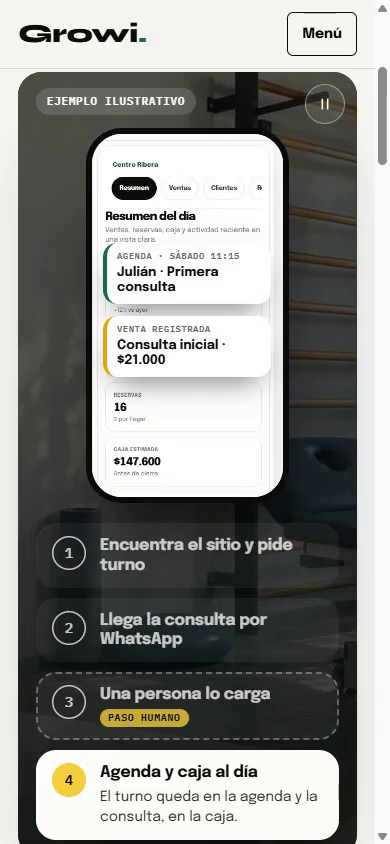 Growi.
Menú
EJEMPLO ILUSTRATIVO
Centro Ribera
Resumen
Ventas
Clientes
Resumen del día
Ventas, reservas, caja y actividad reciente en
una vista clara.
AGENDA · SÁBADO 11:15
Julián · Primera
consulta
+12% vs ayer
VENTA REGISTRADA
Consulta inicial ·
$21.000
RESERVAS
16
3 por llegar
CAJA ESTIMADA
$147.600
Antes de cierre
1
Encuentra el sitio y pide
turno
2
Llega la consulta por
WhatsApp
3
Una persona lo carga
PASO HUMANO
4
Agenda y caja al día
El turno queda en la agenda y la
consulta, en la caja.